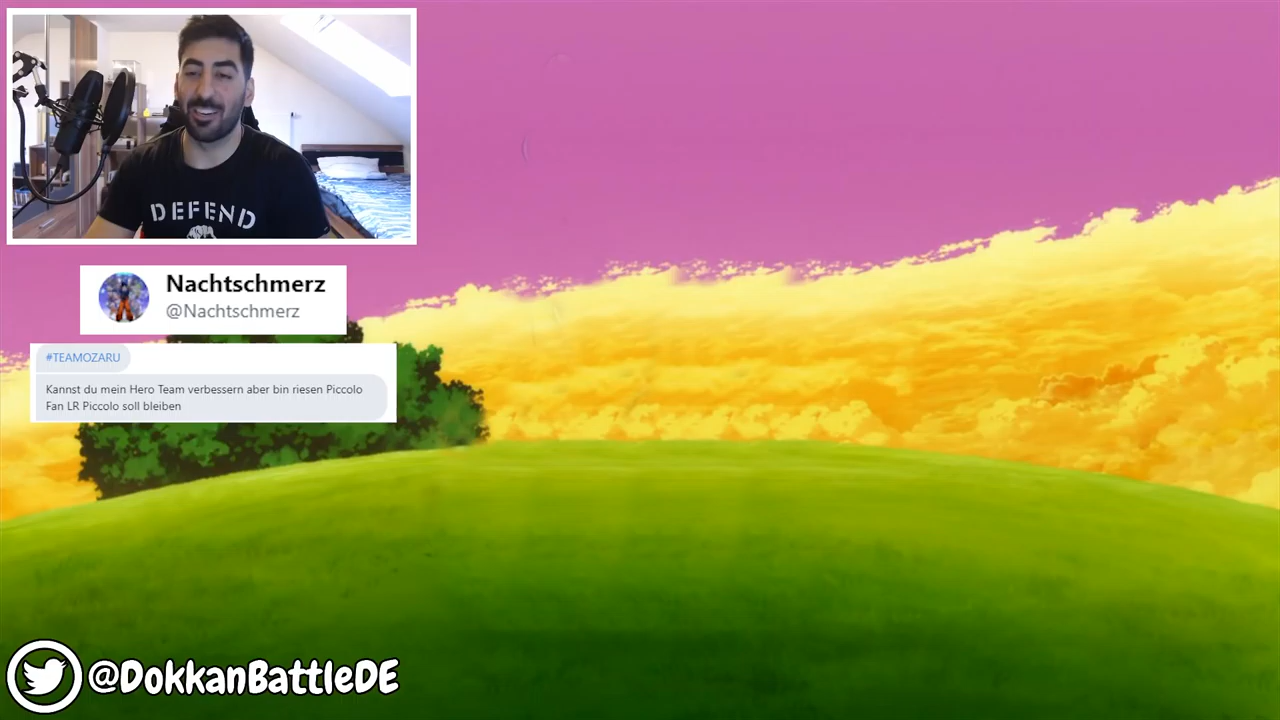 DEFEND
Nachtschmerz
@Nachtschmerz
#TEAMOZARU
Kannst du mein Hero Team verbessern aber bin riesen Piccolo
Fan LR Piccolo soll bleiben
@DokkanBattleDE